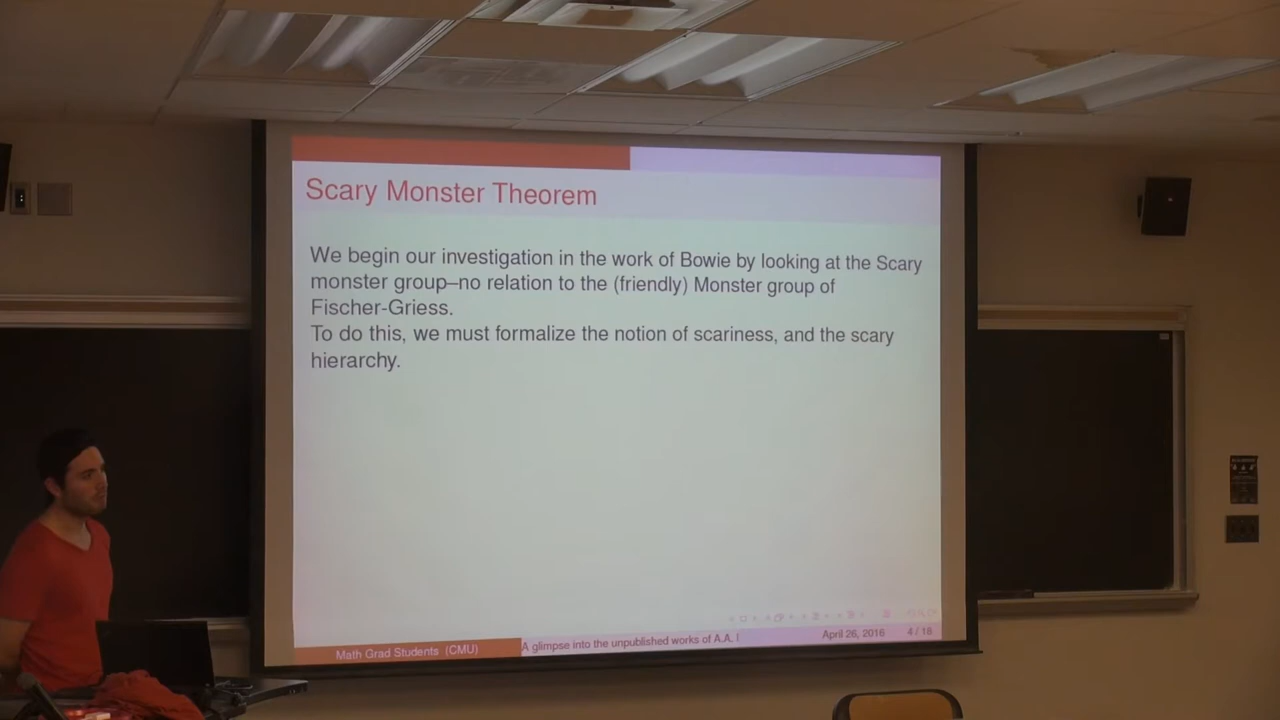 Scary Monster Theorem
We begin our investigation in the work of Bowie by looking at the Scary
monster group–no relation to the (friendly) Monster group of
Fischer-Griess.
To do this, we must formalize the notion of scariness, and the scary
hierarchy.
Math Grad Students (CMU)
A glimpse into the unpublished works of A.A. I
April 26, 2016
4 / 18